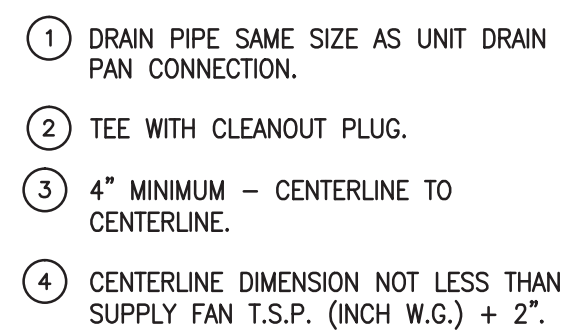 1 DRAIN PIPE SAME SIZE AS UNIT DRAIN
PAN CONNECTION.
2 TEE WITH CLEANOUT PLUG.
3 4” MINIMUM – CENTERLINE TO
CENTERLINE.
4 CENTERLINE DIMENSION NOT LESS THAN
SUPPLY FAN T.S.P. (INCH W.G.) + 2”.